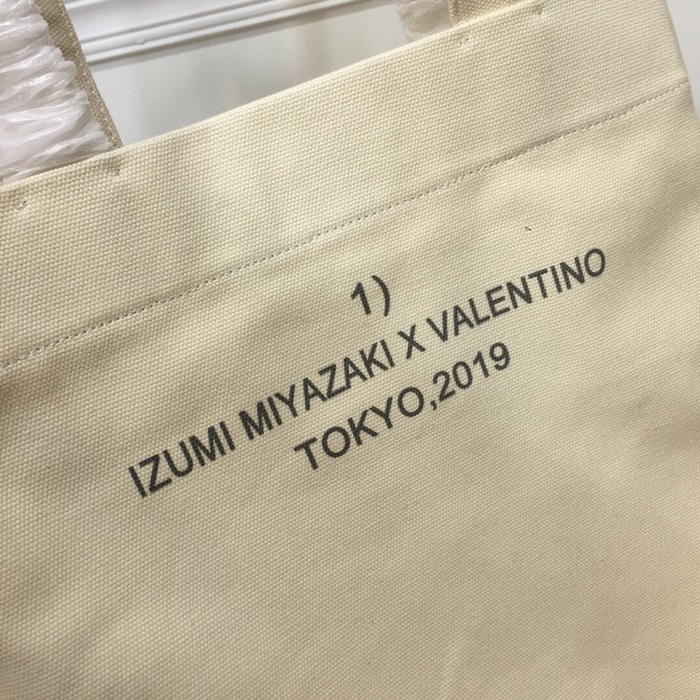 1)
IZUMI MIYAZAKI X VALENTINO
TOKYO,2019